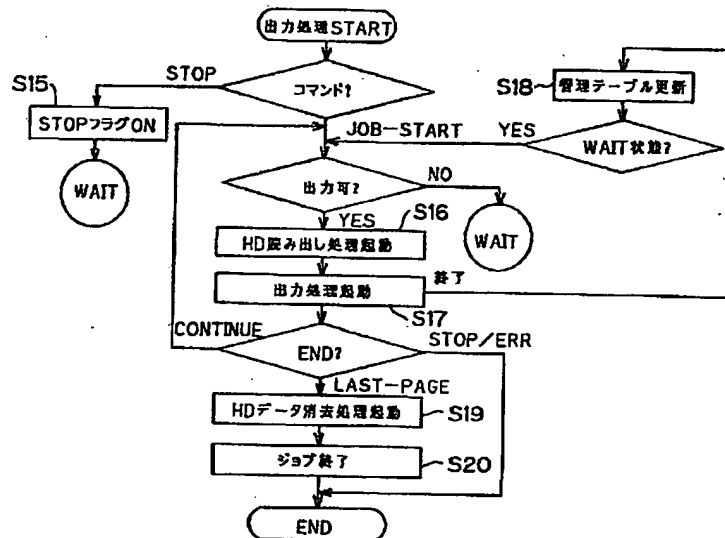 出力処理START
STOP
S15
コマンド?
S18
管理テーブル更新
STOPフラグON
JOB-START
YES
WAIT状態?
WAIT
出力可?
NO
YES
S16
WAIT
HD読み出し処理起動
出力処理起動
終了
S17
CONTINUE
END?
STOP/ERR
LAST-PAGE
HDデータ消去処理起動
S19
ジョブ終了
S20
END